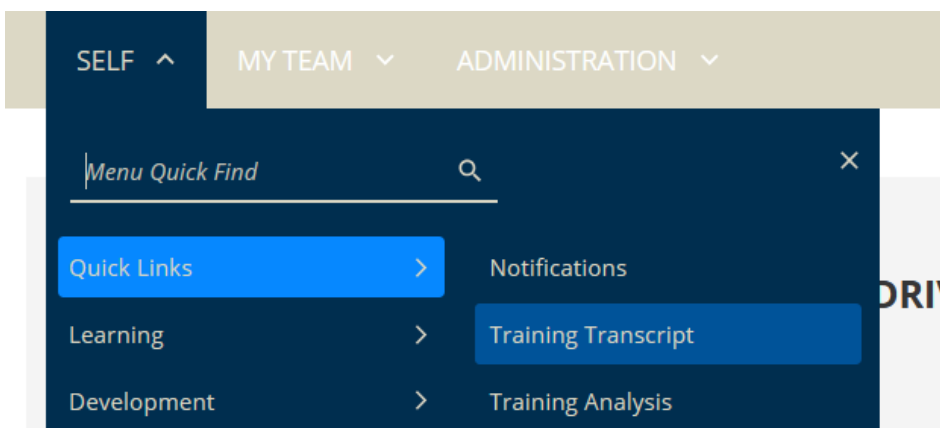 SELF MY TEAM ADMINISTRATION
Menu Quick Find
Quick Links Notifications
Learning Training Transcript
Development Training Analysis